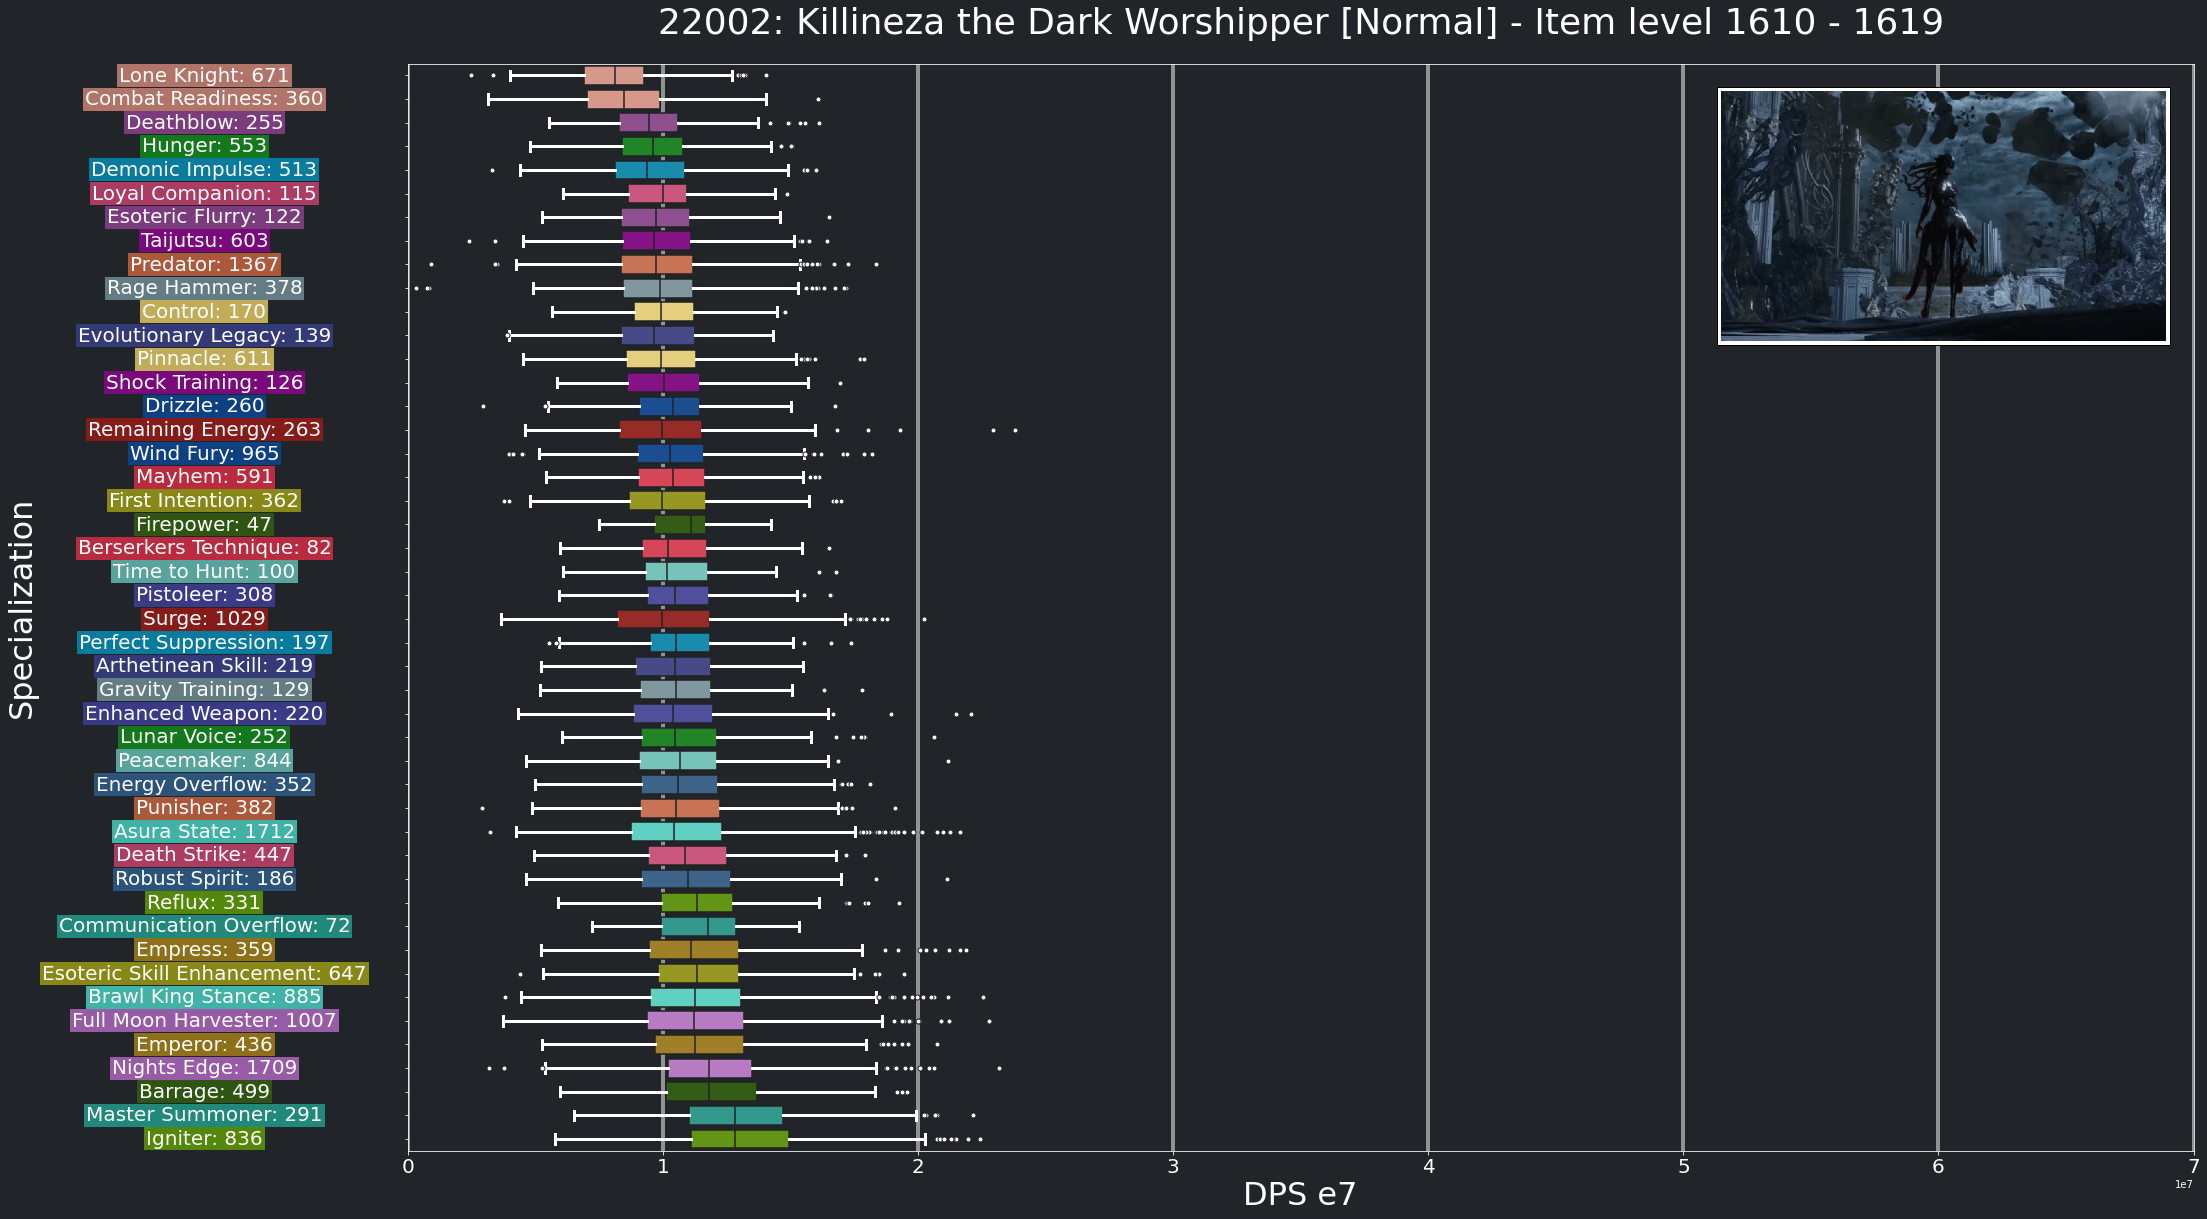 22002: Killineza the Dark Worshipper [Normal] - Item level 1610 - 1619
Specialization
Lone Knight: 671
Combat Readiness: 360
Deathblow: 255
Hunger: 553
Demonic Impulse: 513
Loyal Companion: 115
Esoteric Flurry: 122
Taijutsu: 603
Predator: 1367
Rage Hammer: 378
Control: 170
Evolutionary Legacy: 139
Pinnacle: 611
Shock Training: 126
Drizzle: 260
Remaining Energy: 263
Wind Fury: 965
Mayhem: 591
First Intention: 362
Firepower: 47
Berserkers Technique: 82
Time to Hunt: 100
Pistoleer: 308
Surge: 1029
Perfect Suppression: 197
Arthetinean Skill: 219
Gravity Training: 129
Enhanced Weapon: 220
Lunar Voice: 252
Peacemaker: 844
Energy Overflow: 352
Punisher: 382
Asura State: 1712
Death Strike: 447
Robust Spirit: 186
Reflux: 331
Communication Overflow: 72
Empress: 359
Esoteric Skill Enhancement: 647
Brawl King Stance: 885
Full Moon Harvester: 1007
Emperor: 436
Nights Edge: 1709
Barrage: 499
Master Summoner: 291
Igniter: 836
0 1 2 3 4 5 6 7
1e7
DPS e7